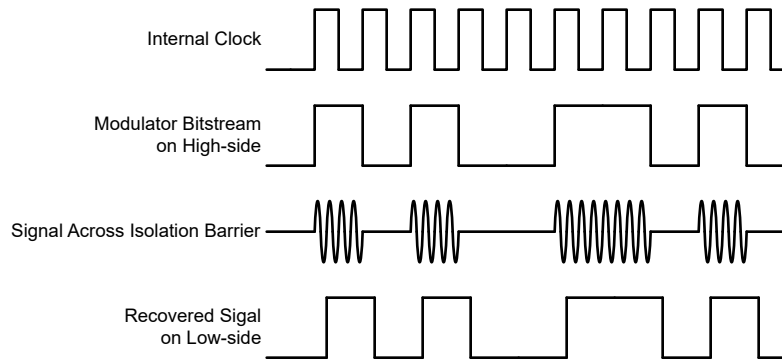 Internal Clock
Modulator Bitstream
on High-side
Signal Across Isolation Barrier
Recovered Sigal
on Low-side